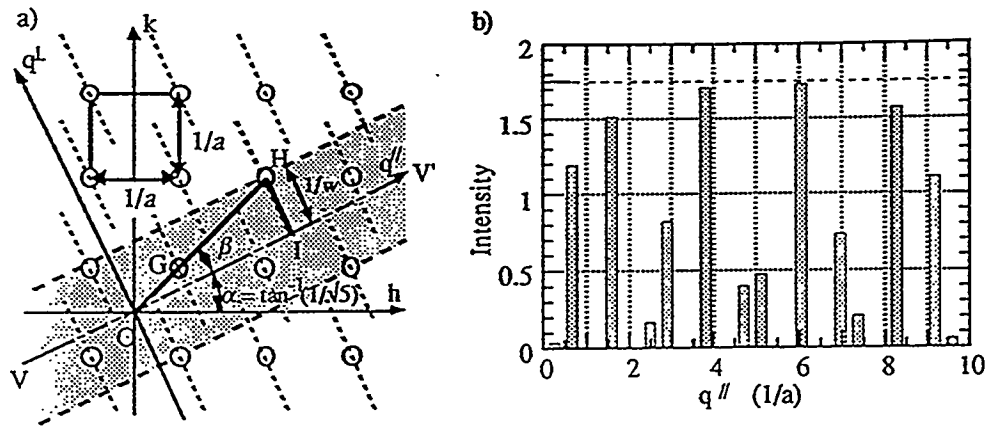 a)
k
q^L
1/a
1/a
H
1/w
q^//
V'
G
β
I
α = tan^-1(1/√5)
h
O
V
b)
2
1.5
1
0.5
0
Intensity
0 2 4 6 8 10
q^// (1/a)